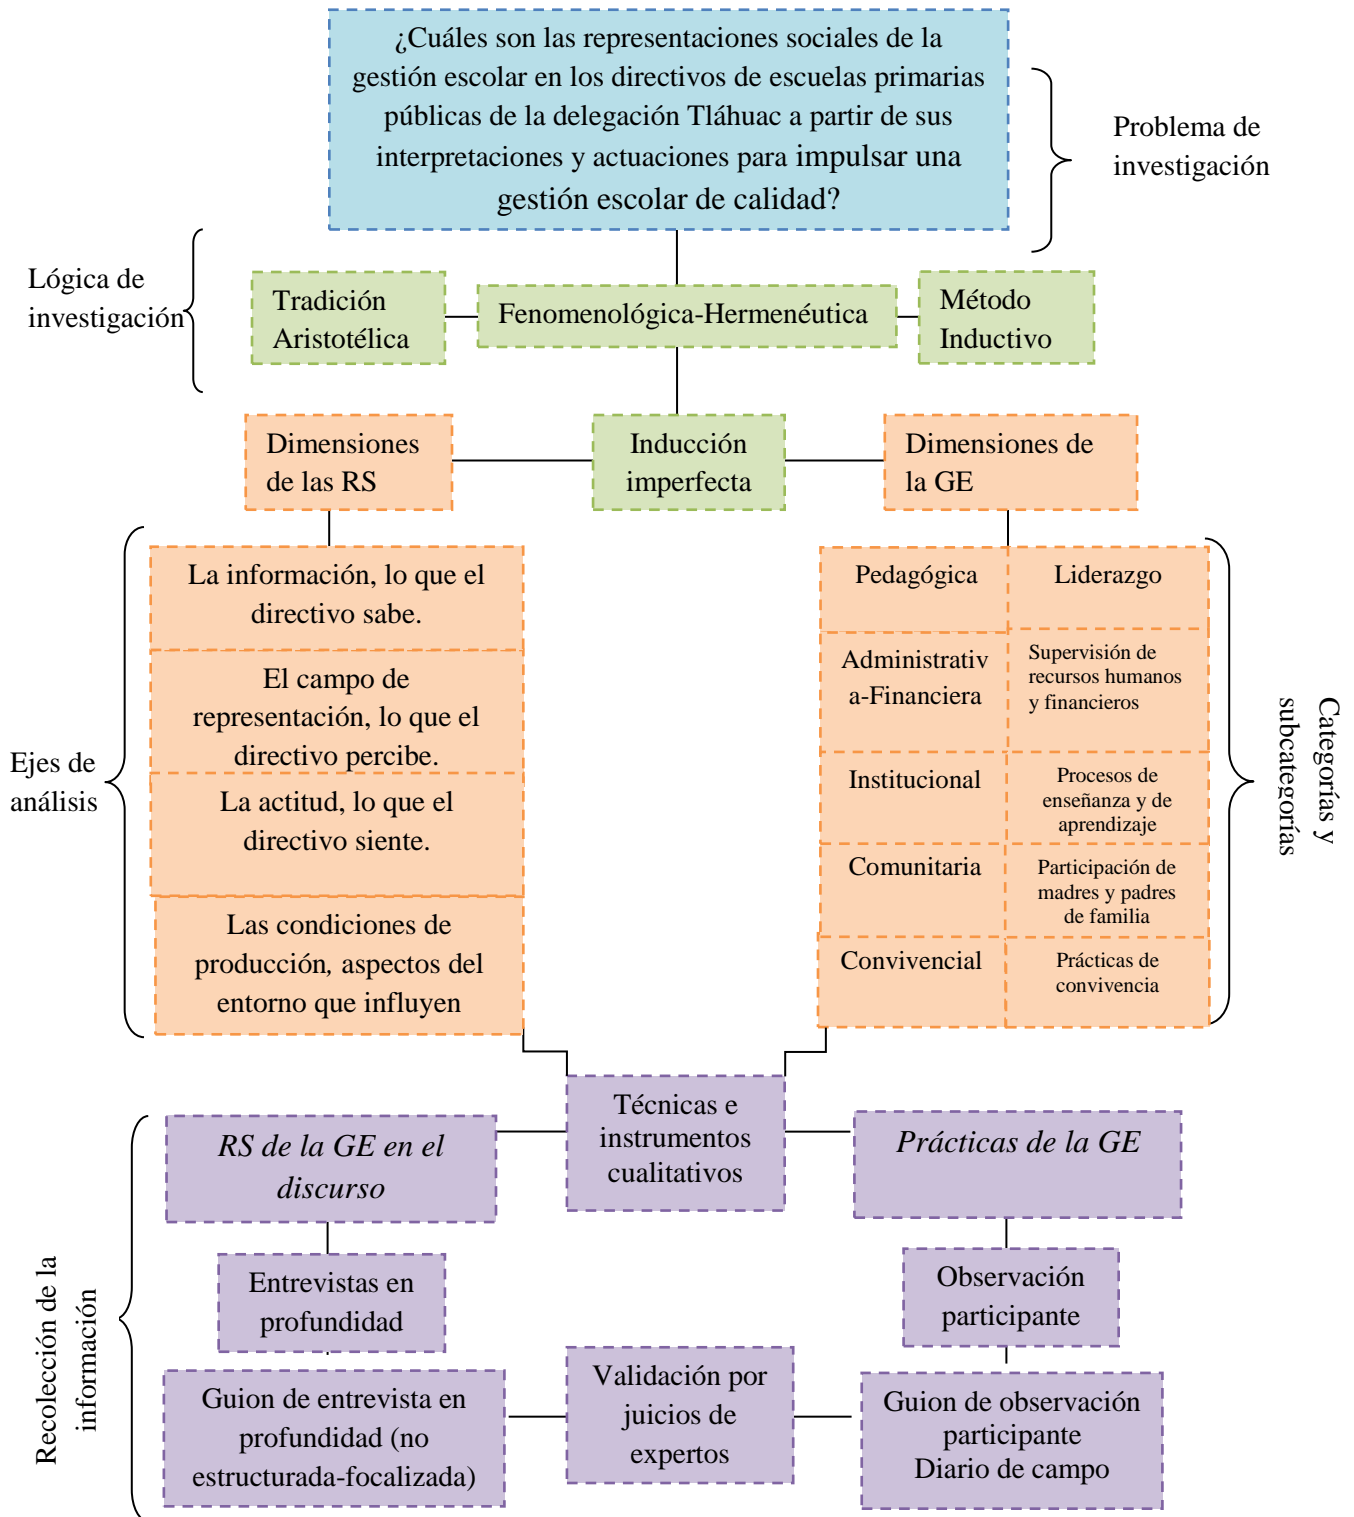 ¿Cuáles son las representaciones sociales de la
gestión escolar en los directivos de escuelas primarias
públicas de la delegación Tláhuac a partir de sus
interpretaciones y actuaciones para impulsar una
gestión escolar de calidad?
Problema de
investigación
Lógica de
investigación
Tradición
Aristotélica
Fenomenológica-Hermenéutica
Método
Inductivo
Dimensiones
de las RS
Inducción
imperfecta
Dimensiones de
la GE
Ejes de
análisis
La información, lo que el
directivo sabe.
El campo de
representación, lo que el
directivo percibe.
La actitud, lo que el
directivo siente.
Las condiciones de
producción, aspectos del
entorno que influyen
Pedagógica
Liderazgo
Administrativ
a-Financiera
Supervisión de
recursos humanos
y financieros
Institucional
Procesos de
enseñanza y de
aprendizaje
Comunitaria
Participación de
madres y padres
de familia
Convivencial
Prácticas de
convivencia
Categorías y
subcategorías
Recolección de la
información
RS de la GE en el
discurso
Técnicas e
instrumentos
cualitativos
Prácticas de la GE
Entrevistas en
profundidad
Observación
participante
Guion de entrevista en
profundidad (no
estructurada-focalizada)
Validación por
juicios de
expertos
Guion de observación
participante
Diario de campo